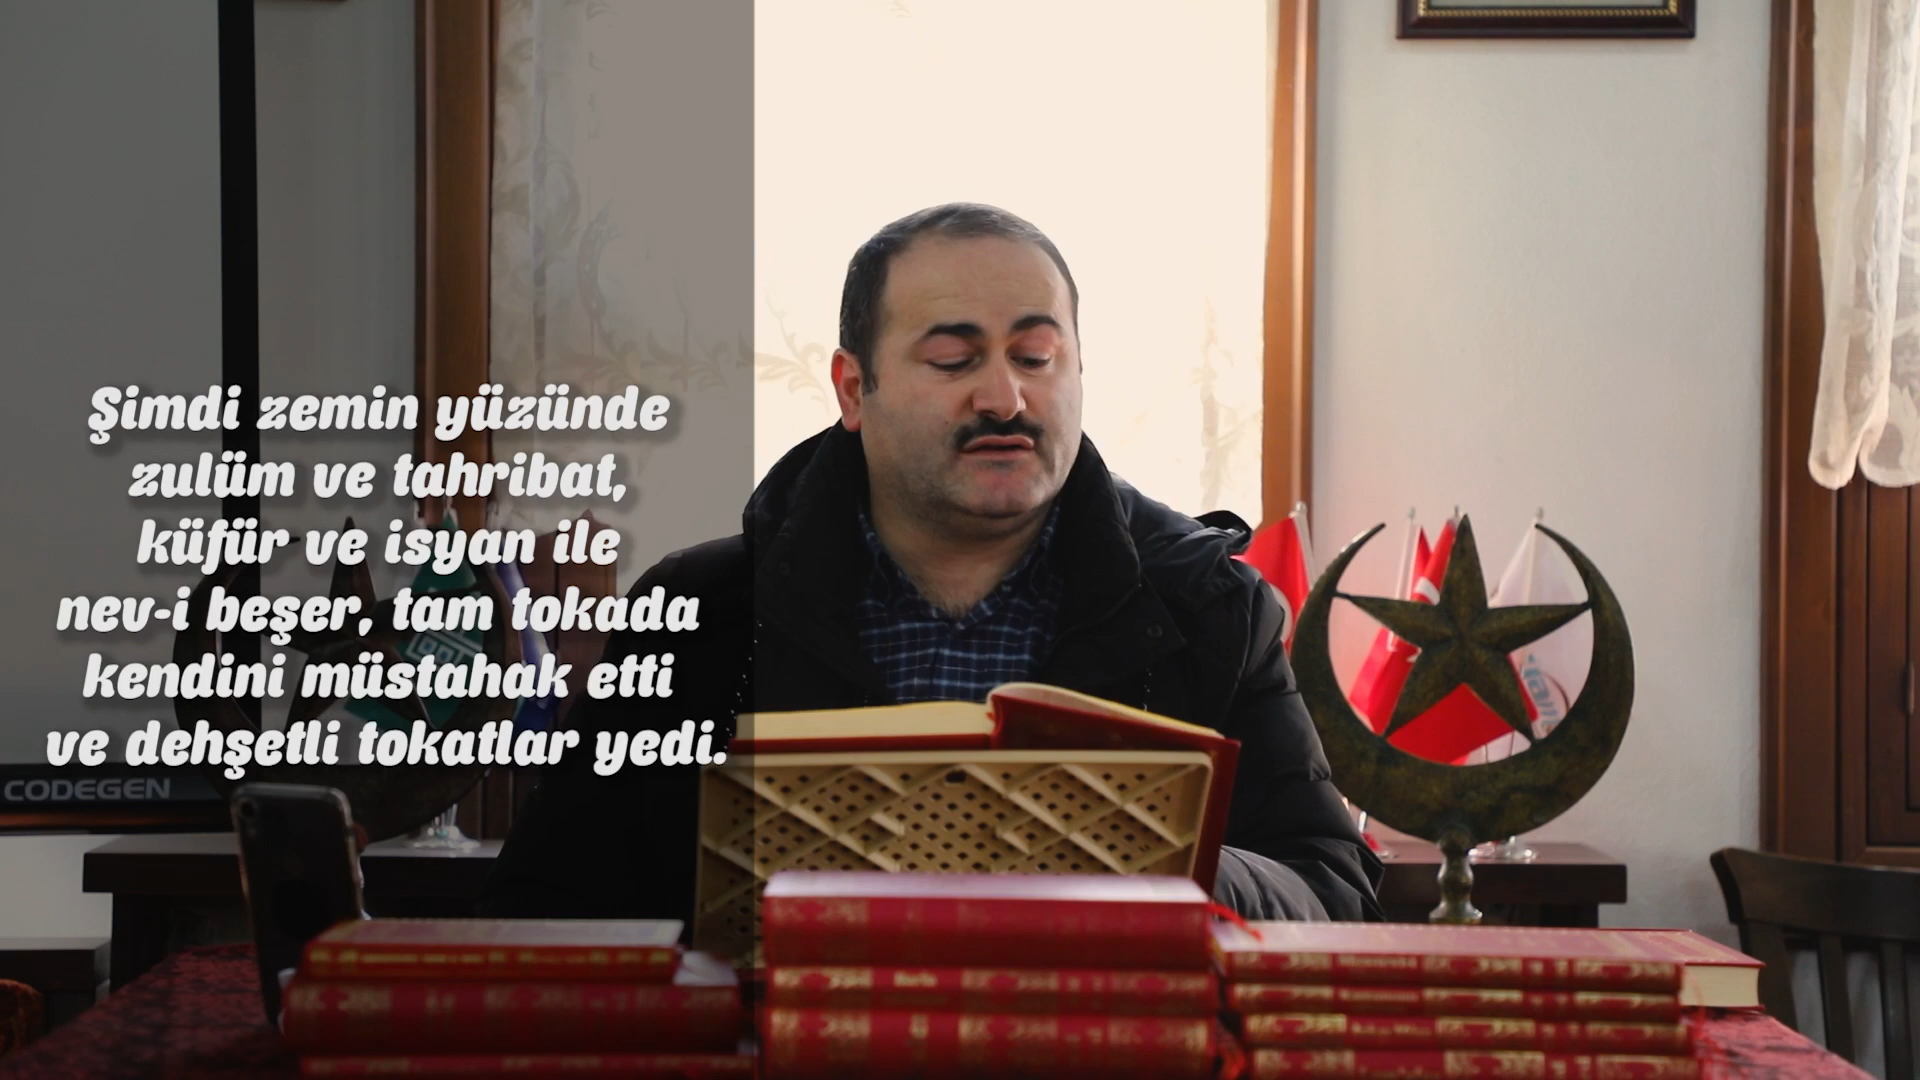 Şimdi zemin yüzünde
zulüm ve tahribat,
küfür ve isyan ile
nev-i beşer, tam tokada
kendini müstahak etti
ve dehşetli tokatlar yedi.
CODEGEN